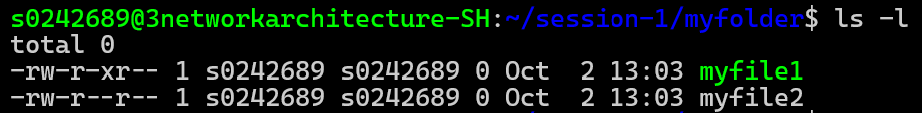 s0242689@3networkarchitecture-SH:~/session-1/myfolder$ ls -l
total 0
-rw-r-xr-- 1 s0242689 s0242689 0 Oct  2 13:03 myfile1
-rw-r--r-- 1 s0242689 s0242689 0 Oct  2 13:03 myfile2